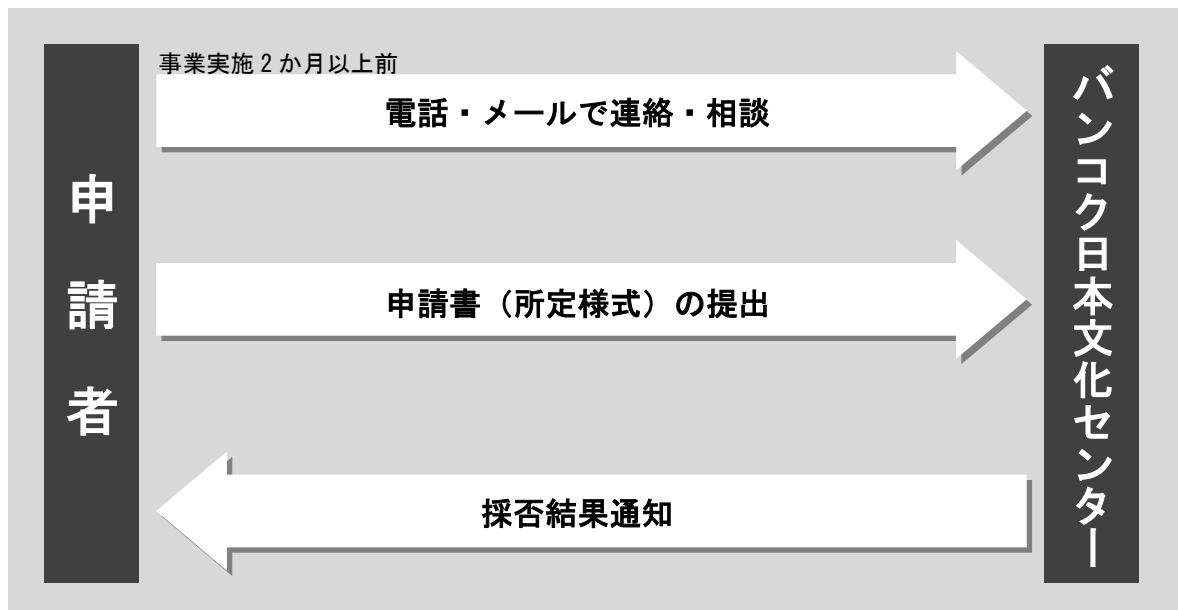 事業実施2か月以上前
電話・メールで連絡・相談
申請者
申請書（所定様式）の提出
採否結果通知
バンコク日本文化センター